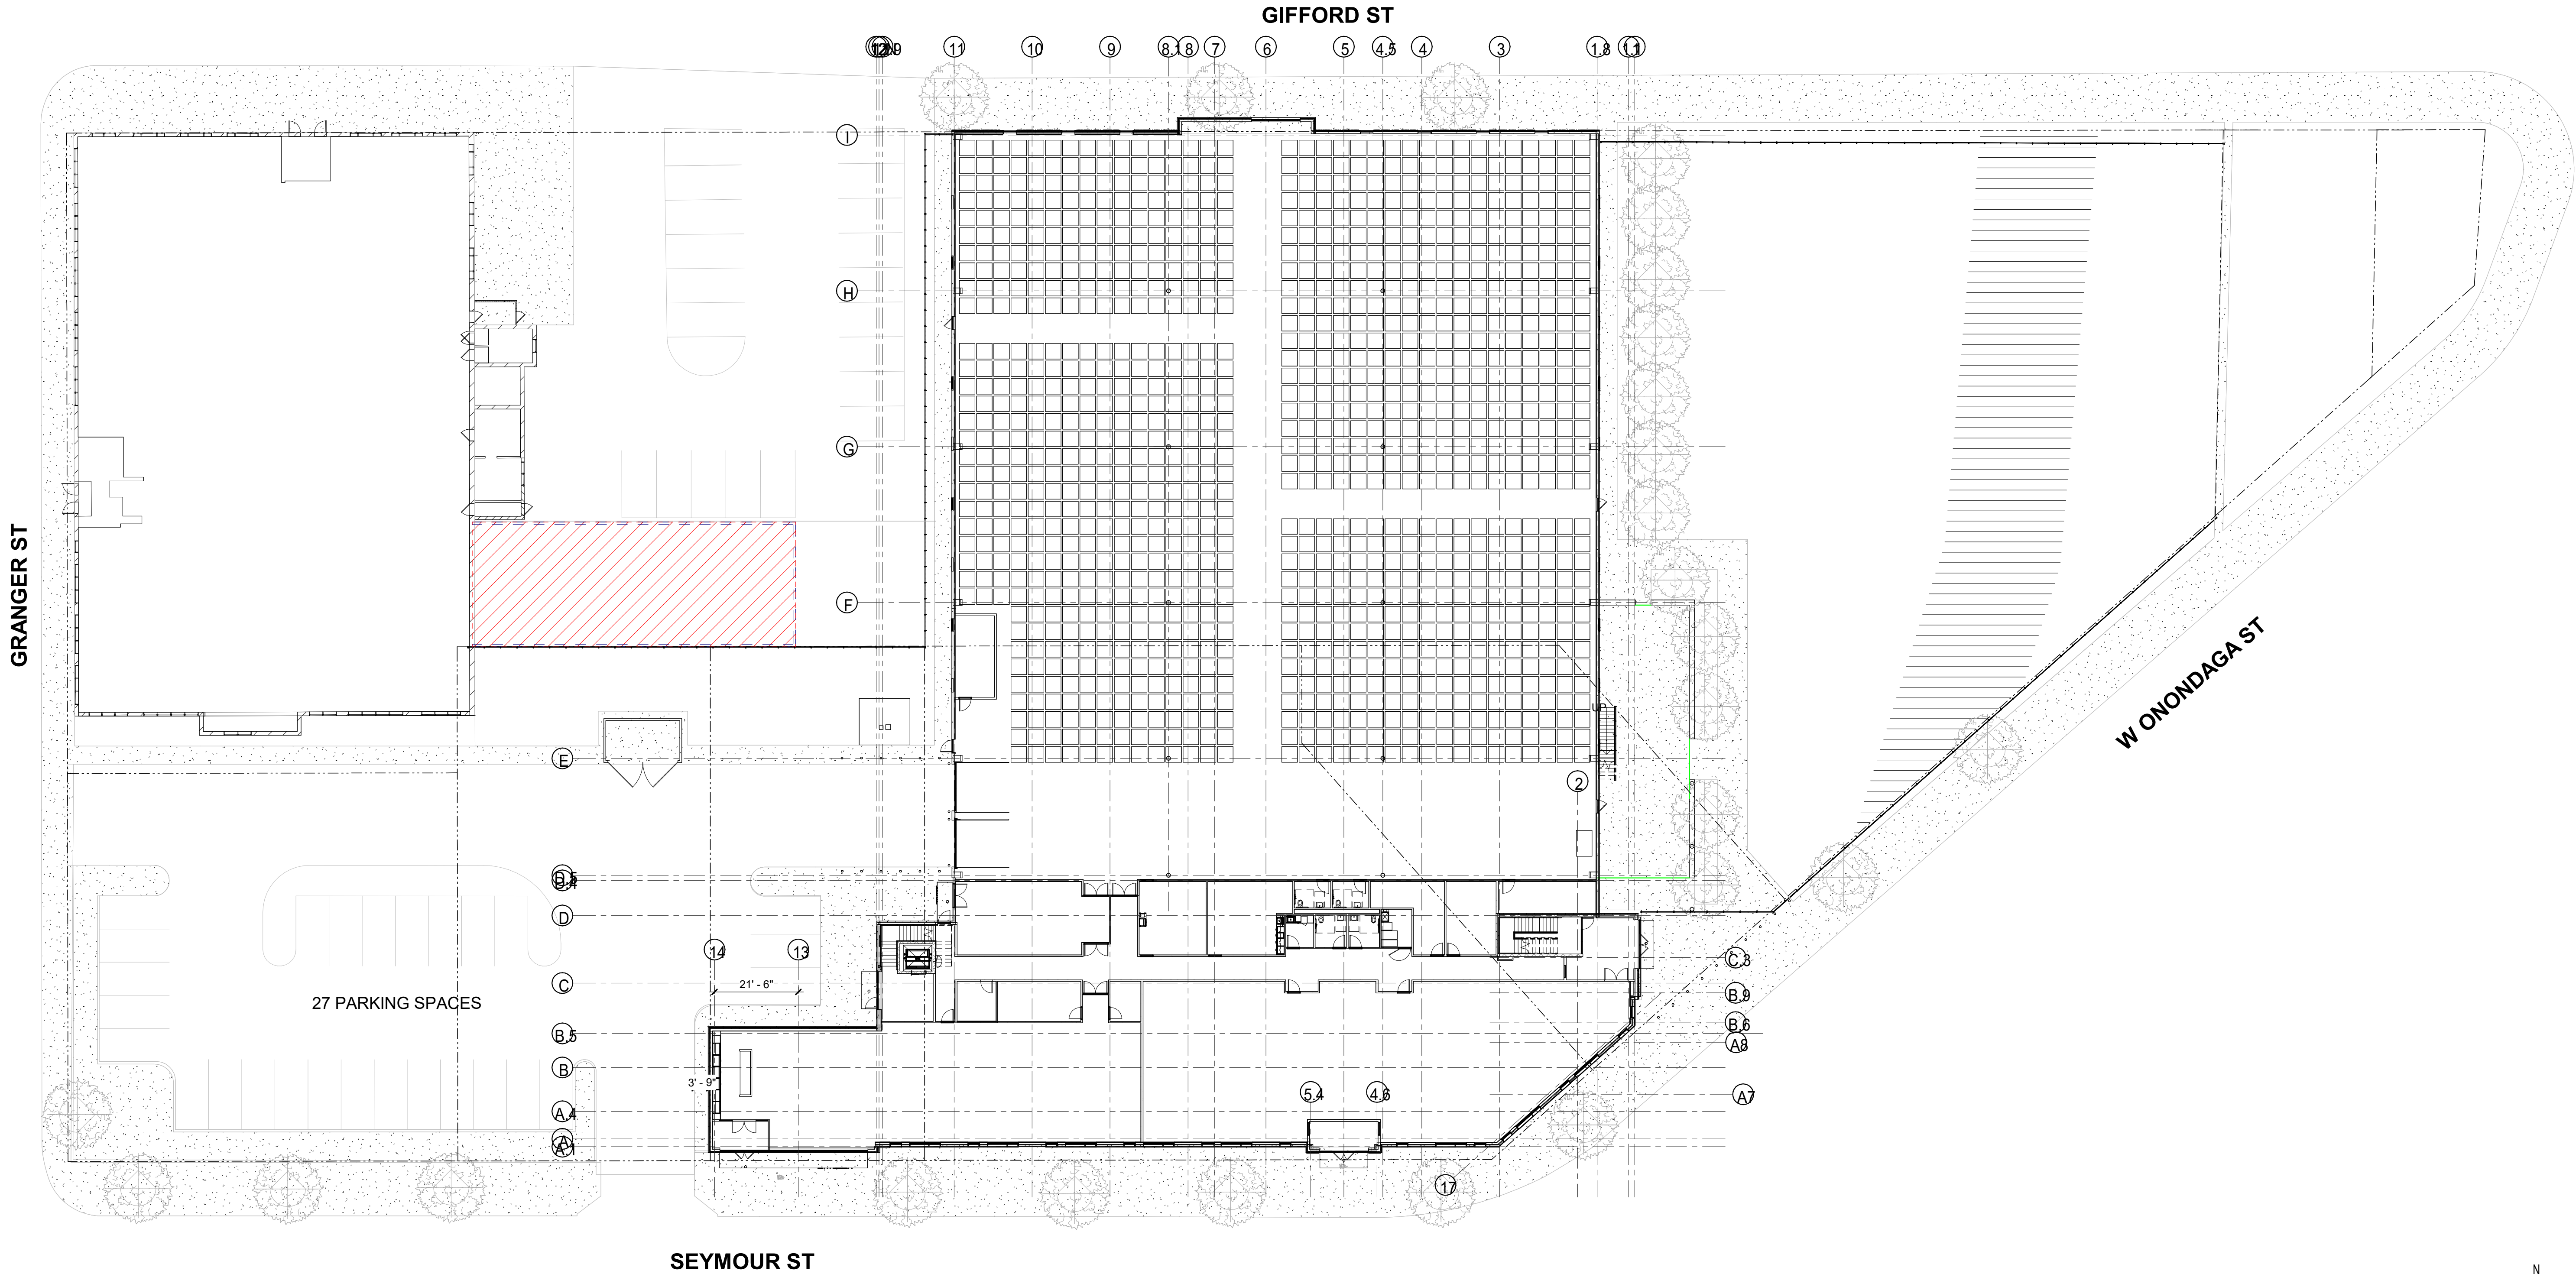 GIFFORD ST
11
10
9
8.1
8
7
6
5
4.5
4
3
1.8
1.1
I
H
G
F
E
D.5
D
C
B.5
B
A.4
A
A.1
GRANGER ST
W ONONDAGA ST
UP
2
14
13
21' - 6"
3' - 9"
27 PARKING SPACES
C.3
B.9
B.6
A8
A7
5.4
4.6
17
SEYMOUR ST
N